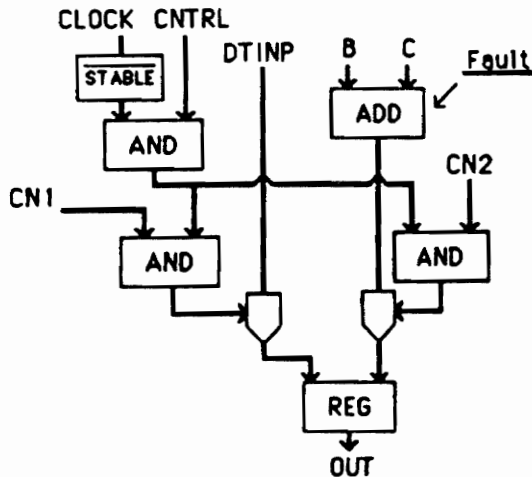 CLOCK CNTRL
DTINP
B C
Fault
STABLE
ADD
AND
CN2
CN1
AND
AND
REG
OUT